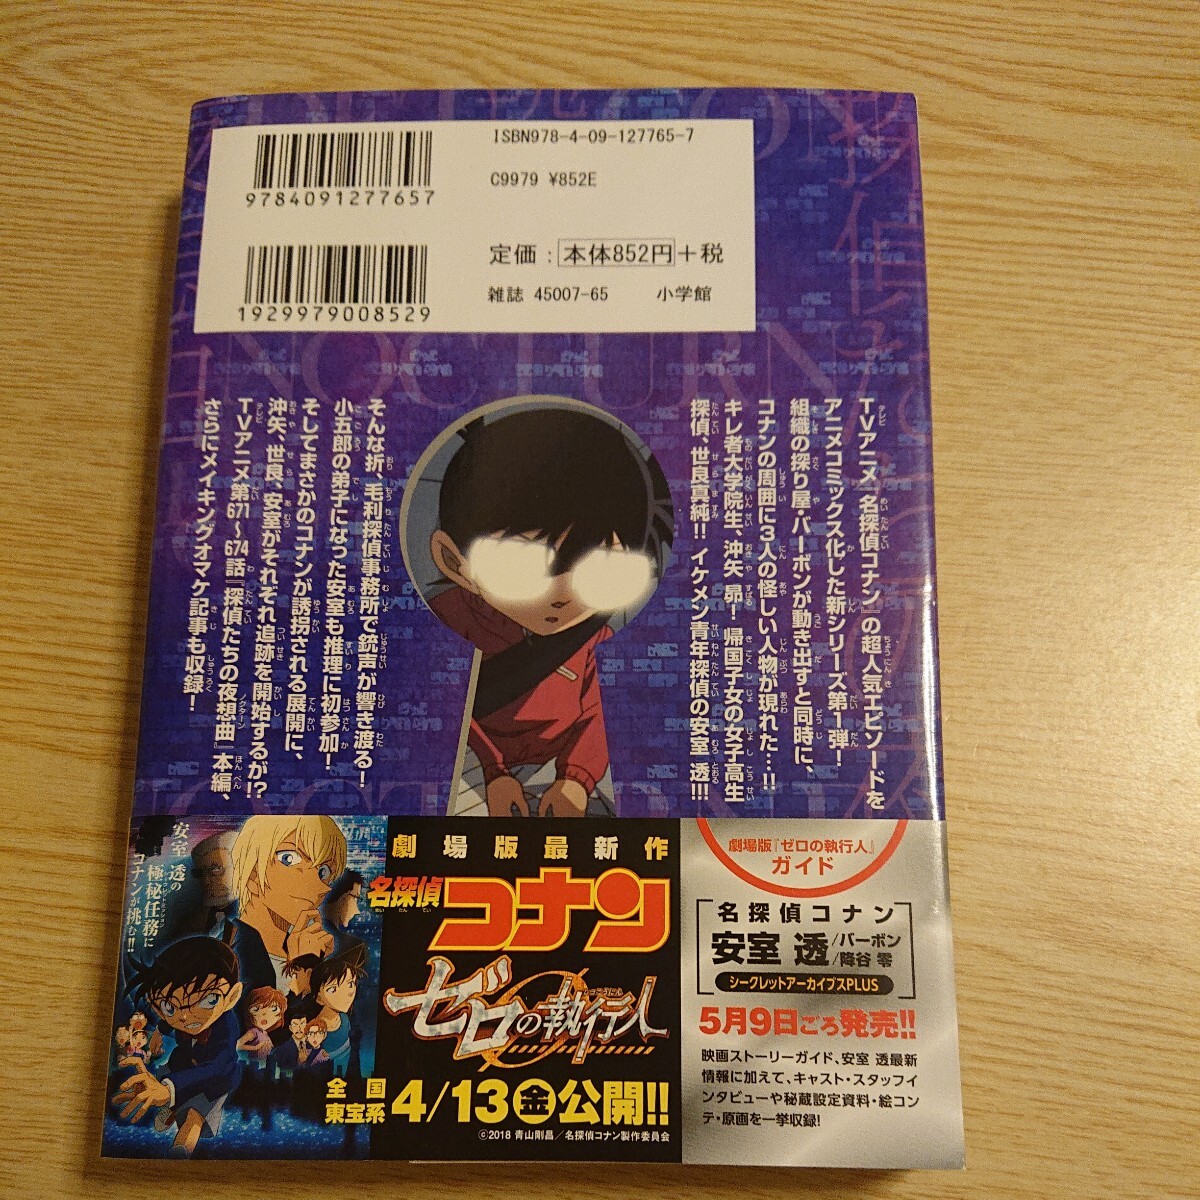 ISBN978-4-09-127765-7
C9979 ¥852E
9784091277657
定価：本体852円＋税
雑誌 45007-65 小学館
1929979008529
NOCTURN
TVアニメ『名探偵コナン』の超人気エピソードを
アニメコミックス化した新シリーズ第1弾！
組織の探り屋・バーボンが動き出すと同時に、
コナンの周囲に3人の怪しい人物が現れた…!!
キレ者大学院生、沖矢 昴！ 帰国子女の女子高生
探偵、世良真純!! イケメン青年探偵の安室 透!!!
そんな折、毛利探偵事務所で銃声が響き渡る！
小五郎の弟子になった安室も推理に初参加！
そしてまさかのコナンが誘拐される展開に、
沖矢、世良、安室がそれぞれ追跡を開始するが!?
TVアニメ第671～674話『探偵たちの夜想曲』本編、
さらにメイキングオマケ記事も収録！
安室 透の
極秘任務に
コナンが挑む!!
劇場版最新作
名探偵
コナン
ゼロの執行人
全国
東宝系
4/13金公開!!
©2018 青山剛昌／名探偵コナン製作委員会
劇場版『ゼロの執行人』
ガイド
名探偵コナン
安室 透/バーボン
/降谷 零
シークレットアーカイブスPLUS
5月9日ごろ発売!!
映画ストーリーガイド、安室 透最新
情報に加えて、キャスト・スタッフイ
ンタビューや秘蔵設定資料・絵コン
テ・原画を一挙収録!